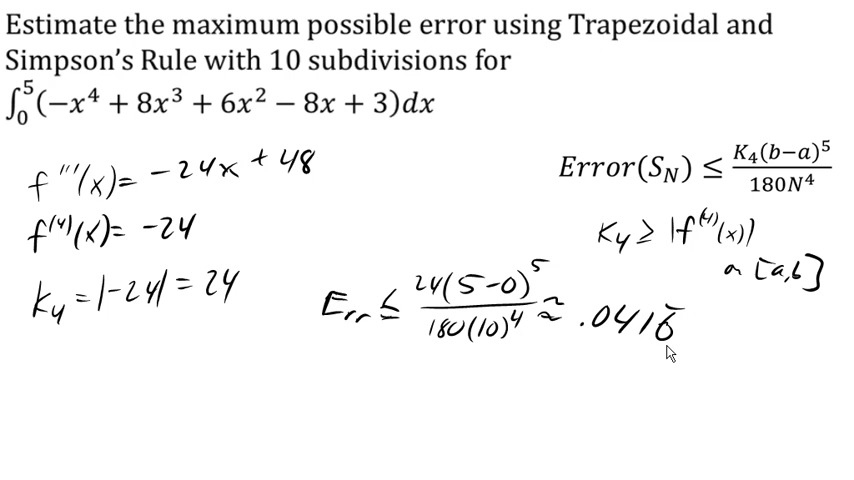 Estimate the maximum possible error using Trapezoidal and
Simpson's Rule with 10 subdivisions for
∫₀⁵(−x⁴ + 8x³ + 6x² − 8x + 3)dx
f'''(x)= −24x + 48
Error(S_N) ≤ K₄(b−a)⁵ / 180N⁴
f⁽⁴⁾(x)= −24
K₄ ≥ |f⁽⁴⁾(x)|
on [a,b]
K₄ = |−24| = 24
Err ≤ 24(5−0)⁵ / 180(10)⁴ ≈ .0416̅